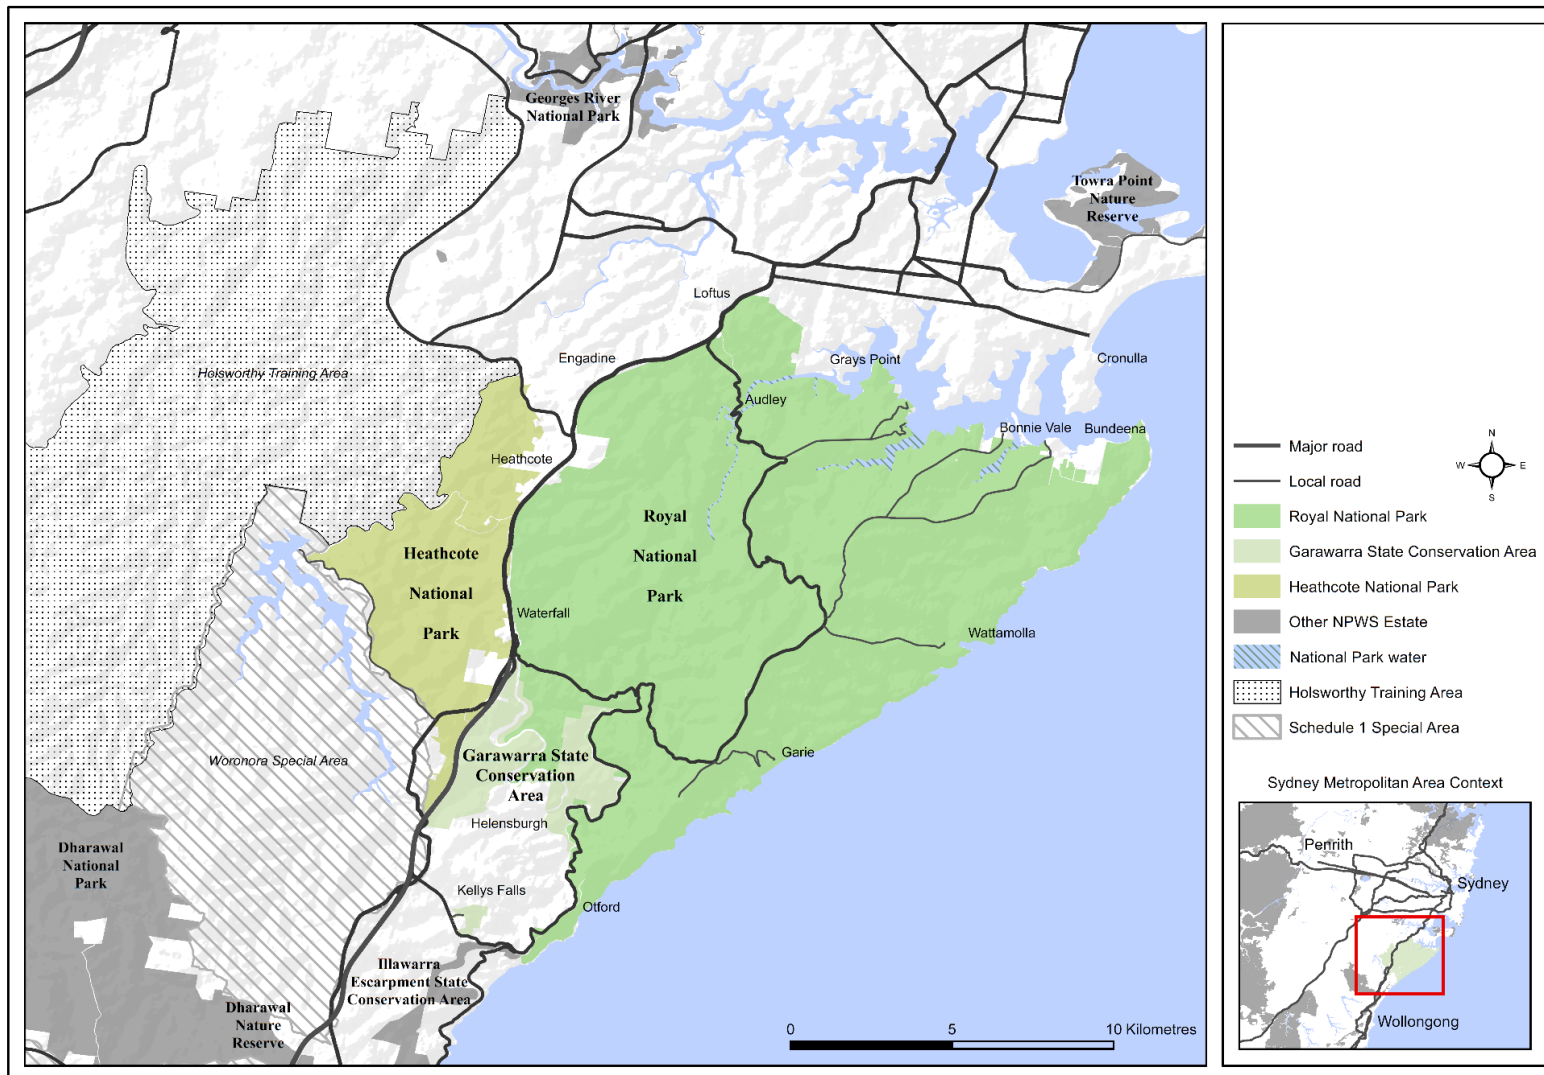 Georges River
National Park
Towra Point
Nature
Reserve
Loftus
Engadine
Grays Point
Cronulla
Holsworthy Training Area
Audley
Bonnie Vale
Bundeena
Heathcote
Royal
National
Park
Heathcote
National
Park
Waterfall
Wattamolla
Garawarra State
Conservation
Area
Garie
Woronora Special Area
Helensburgh
Dharawal
National
Park
Kellys Falls
Otford
Illawarra
Escarpment State
Conservation Area
Dharawal
Nature
Reserve
0 5 10 Kilometres
N
W E
S
Major road
Local road
Royal National Park
Garawarra State Conservation Area
Heathcote National Park
Other NPWS Estate
National Park water
Holsworthy Training Area
Schedule 1 Special Area
Sydney Metropolitan Area Context
Penrith
Sydney
Wollongong